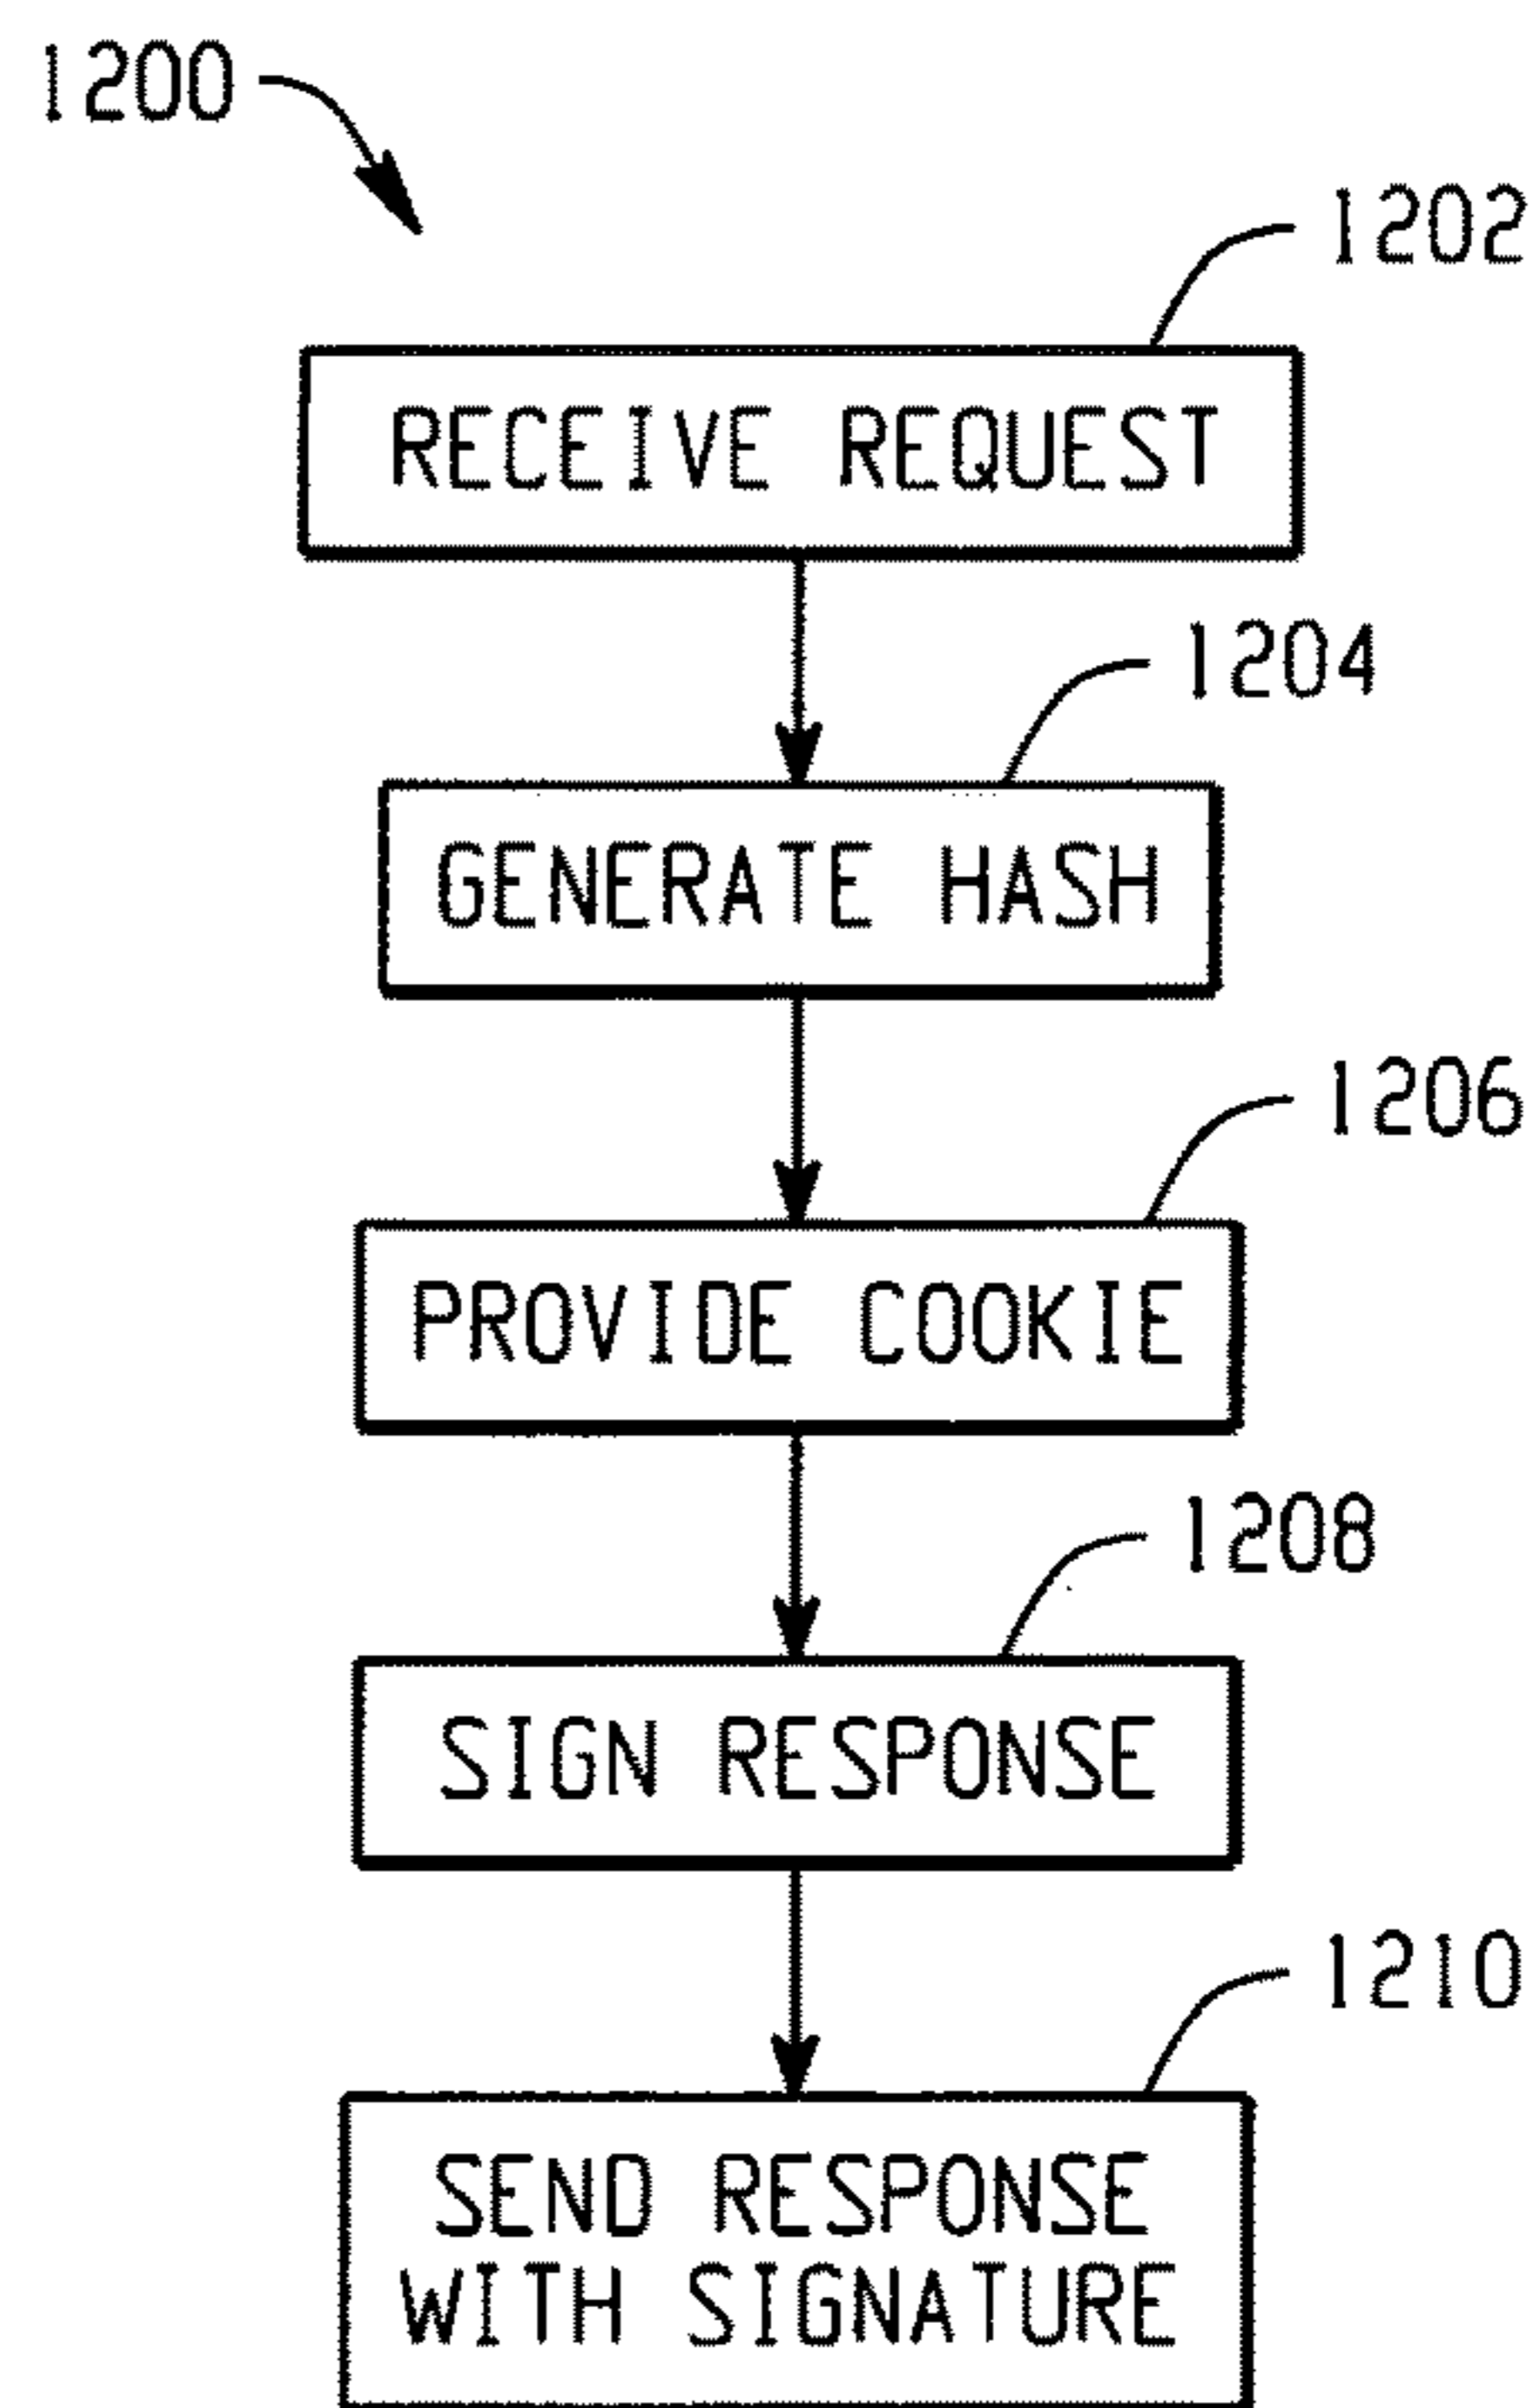 1200
1202
RECEIVE REQUEST
1204
GENERATE HASH
1206
PROVIDE COOKIE
1208
SIGN RESPONSE
1210
SEND RESPONSE
WITH SIGNATURE